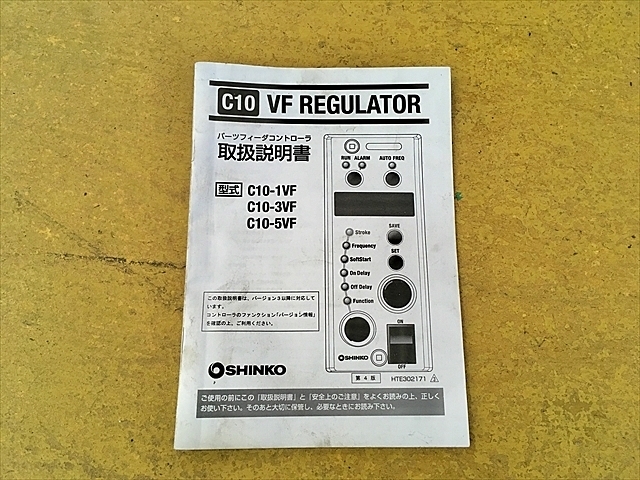 C10 VF REGULATOR
パーツフィーダコントローラ
取扱説明書
型式 C10-1VF
C10-3VF
C10-5VF
RUN ALARM AUTO FREQ
Stroke
Frequency
SoftStart
On Delay
Off Delay
Function
SAVE
SET
ON
OFF
SHINKO
この取扱説明書は、バージョン3以降に対応して
います。
コントローラのファンクション「バージョン情報」
を確認の上、ご利用ください。
SHINKO
第4版 HTE302171
ご使用の前にこの「取扱説明書」と「安全上のご注意」をよくお読みの上、正しく
お使い下さい。そのあと大切に保管し、必要なときにお読み下さい。